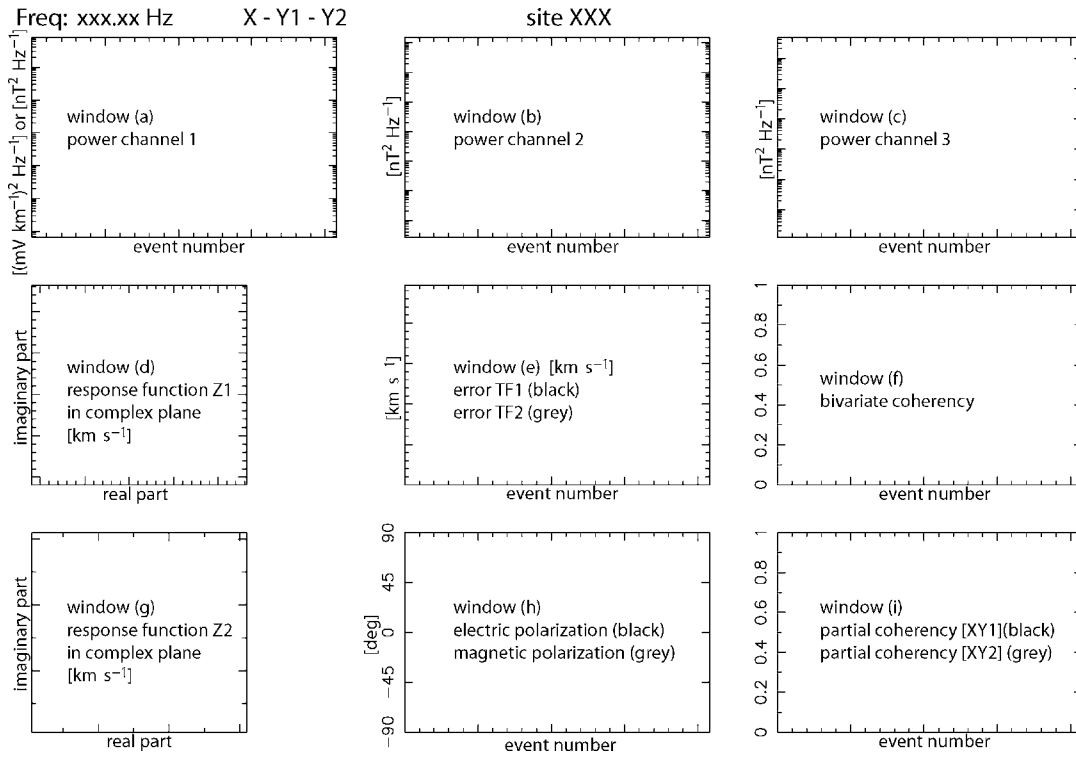 Freq: xxx.xx Hz X - Y1 - Y2 site XXX
[(mV km⁻¹)² Hz⁻¹] or [nT² Hz⁻¹]
window (a)
power channel 1
event number
[nT² Hz⁻¹]
window (b)
power channel 2
event number
[nT² Hz⁻¹]
window (c)
power channel 3
event number
imaginary part
window (d)
response function Z1
in complex plane
[km s⁻¹]
real part
[km s⁻¹]
window (e) [km s⁻¹]
error TF1 (black)
error TF2 (grey)
event number
1
0.8
0.6
0.4
0.2
0
window (f)
bivariate coherency
event number
imaginary part
window (g)
response function Z2
in complex plane
[km s⁻¹]
real part
[deg]
90
45
0
−45
−90
window (h)
electric polarization (black)
magnetic polarization (grey)
event number
1
0.8
0.6
0.4
0.2
0
window (i)
partial coherency [XY1](black)
partial coherency [XY2] (grey)
event number